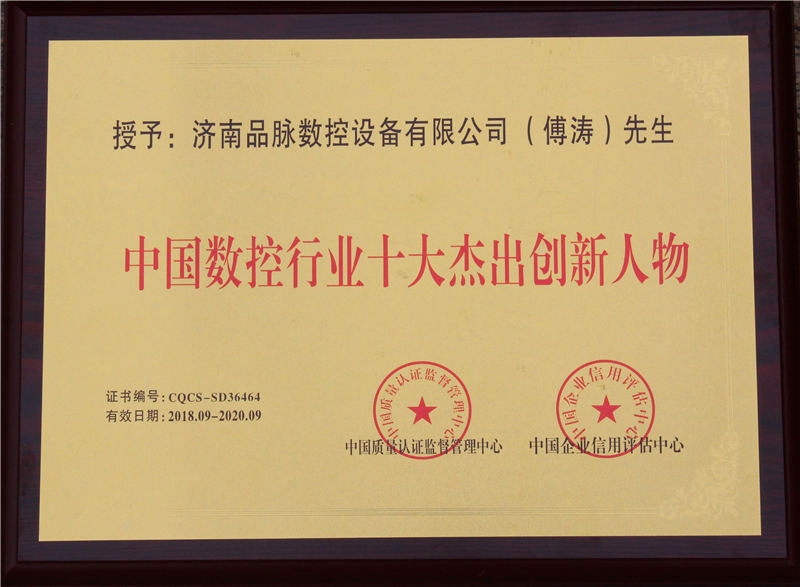 授予：济南品脉数控设备有限公司（傅涛）先生
中国数控行业十大杰出创新人物
证书编号：CQCS-SD36464
有效日期：2018.09-2020.09
中国质量认证监督管理中心
中国质量认证监督管理中心
中国企业信用评估中心
中国企业信用评估中心